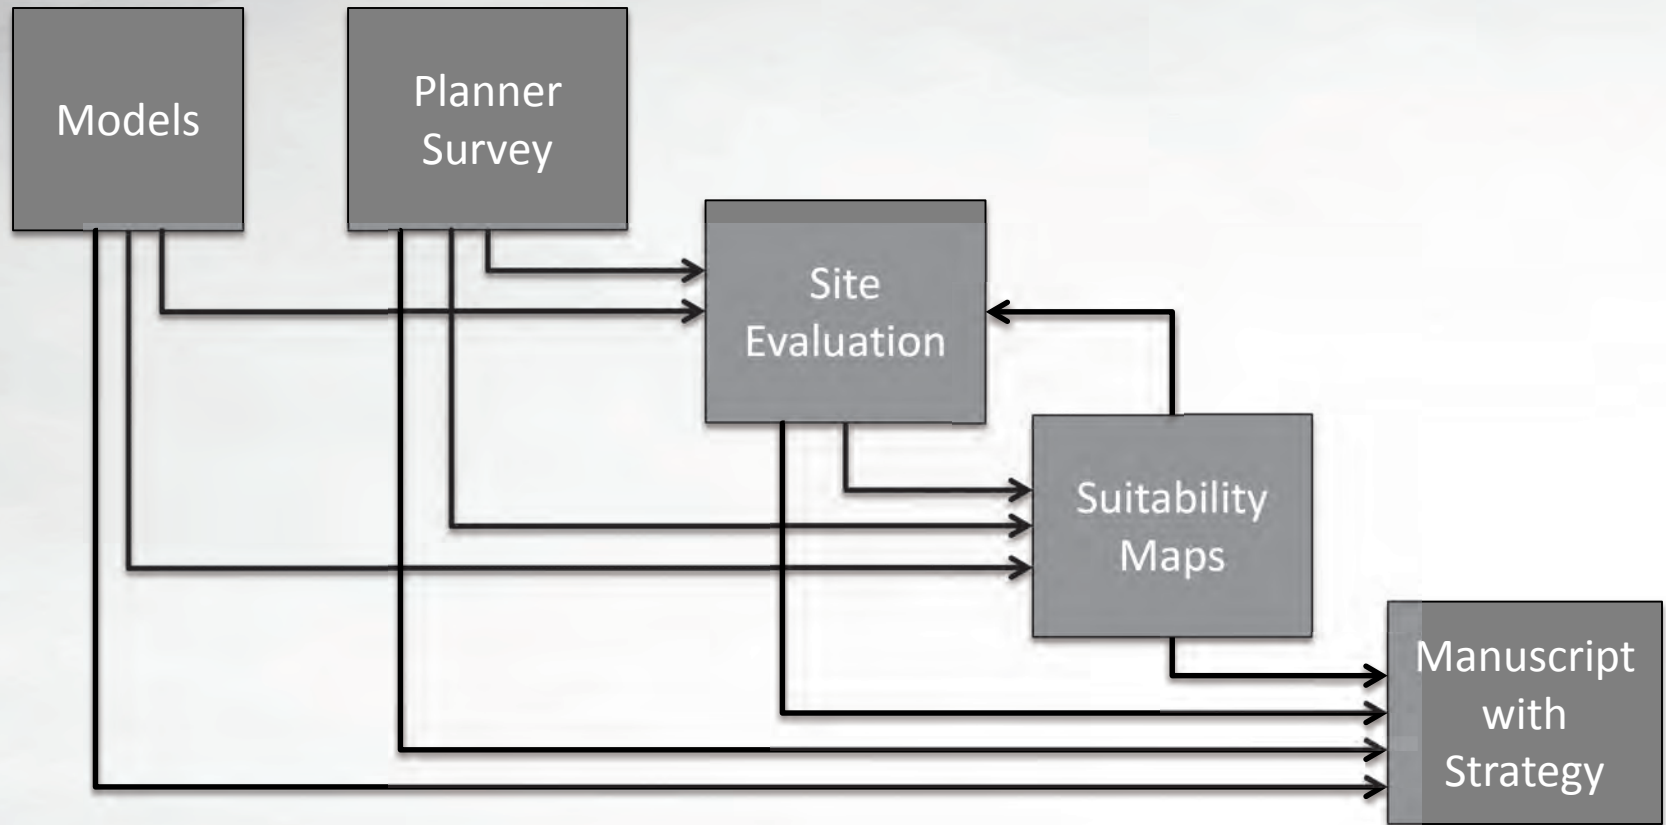 Models
Planner
Survey
Site
Evaluation
Suitability
Maps
Manuscript
with
Strategy